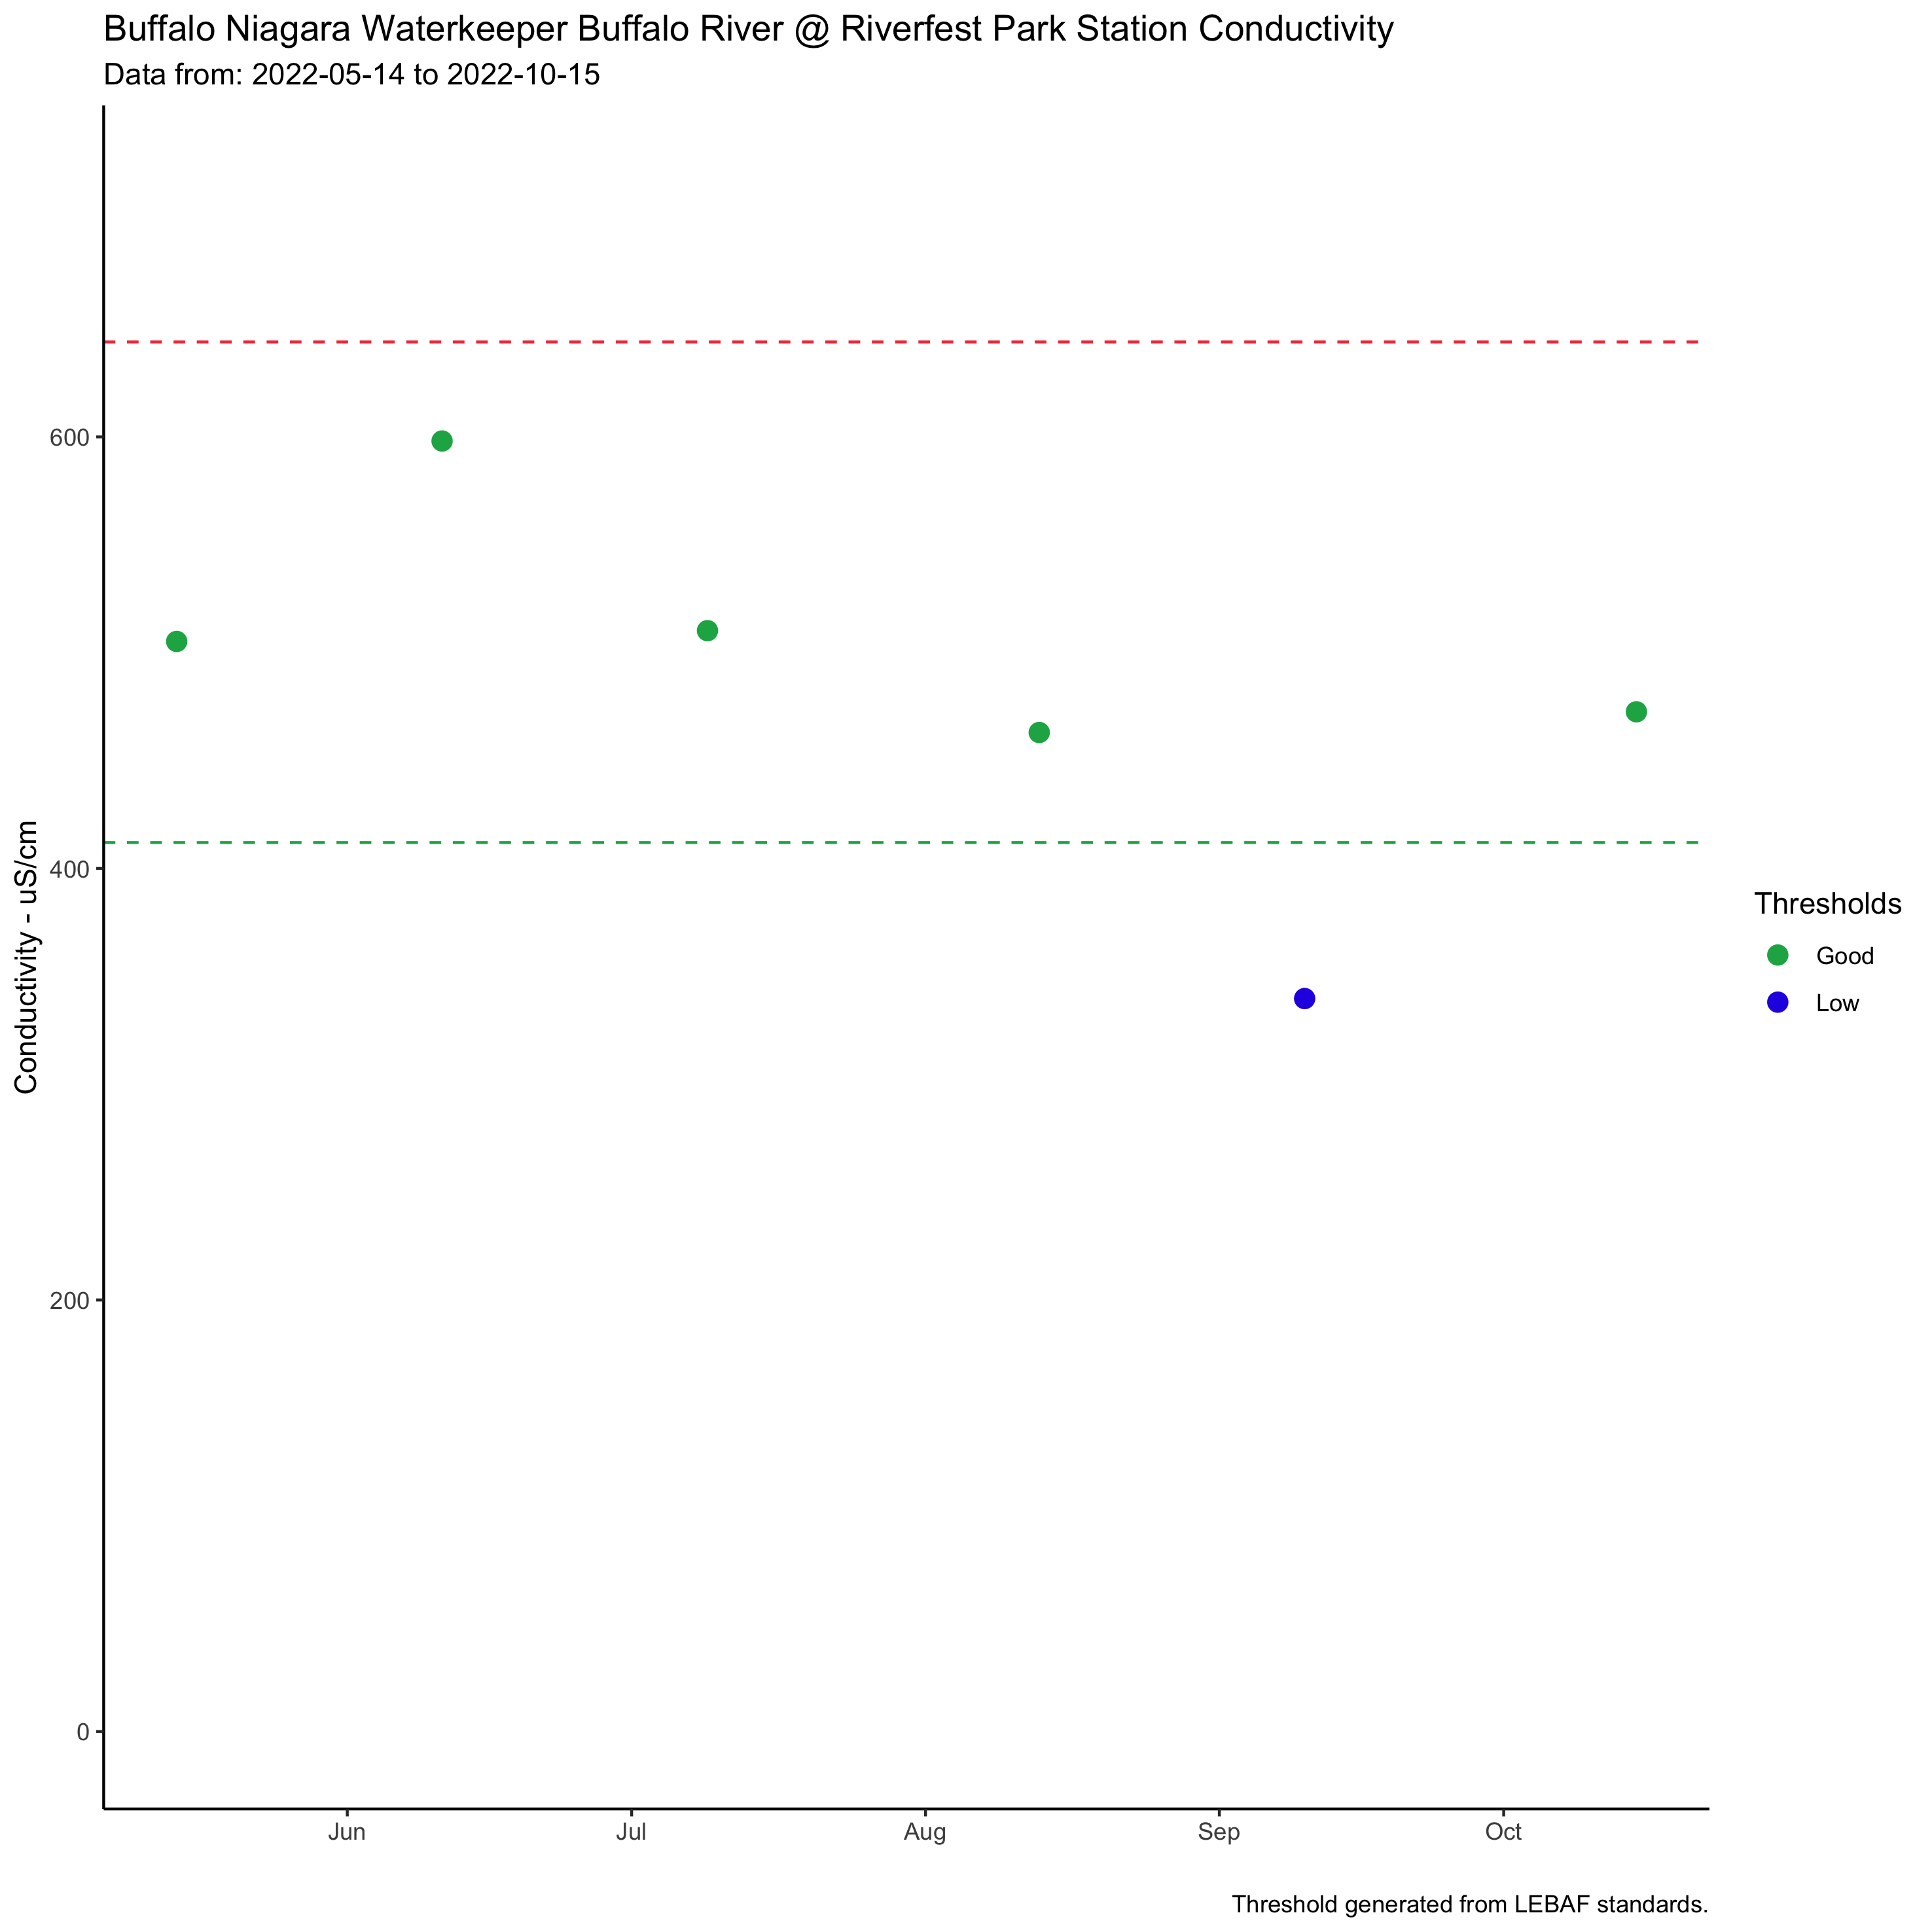 Buffalo Niagara Waterkeeper Buffalo River @ Riverfest Park Station Conductivity
Data from: 2022-05-14 to 2022-10-15
Conductivity - uS/cm
600
400
200
0
Jun Jul Aug Sep Oct
Thresholds
Good
Low
Threshold generated from LEBAF standards.